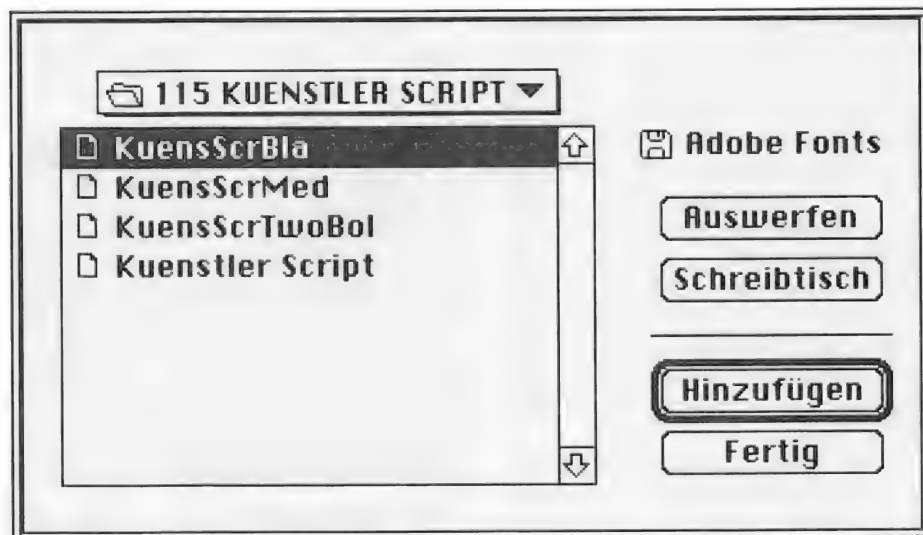 115 KUENSTLER SCRIPT
KuensScrBla
KuensScrMed
KuensScrTwoBol
Kuenstler Script
Adobe Fonts
Auswerfen
Schreibtisch
Hinzufügen
Fertig